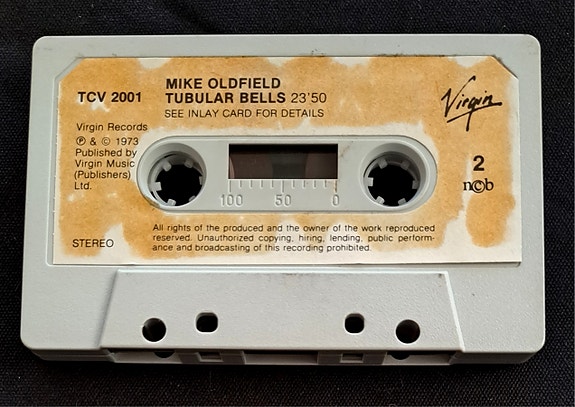 MIKE OLDFIELD
TCV 2001 TUBULAR BELLS 23'50
SEE INLAY CARD FOR DETAILS
Virgin
Virgin Records
℗ & © 1973
Published by
Virgin Music
(Publishers)
Ltd.
2
n©b
100 50 0
STEREO
All rights of the produced and the owner of the work reproduced
reserved. Unauthorized copying, hiring, lending, public perform-
ance and broadcasting of this recording prohibited.